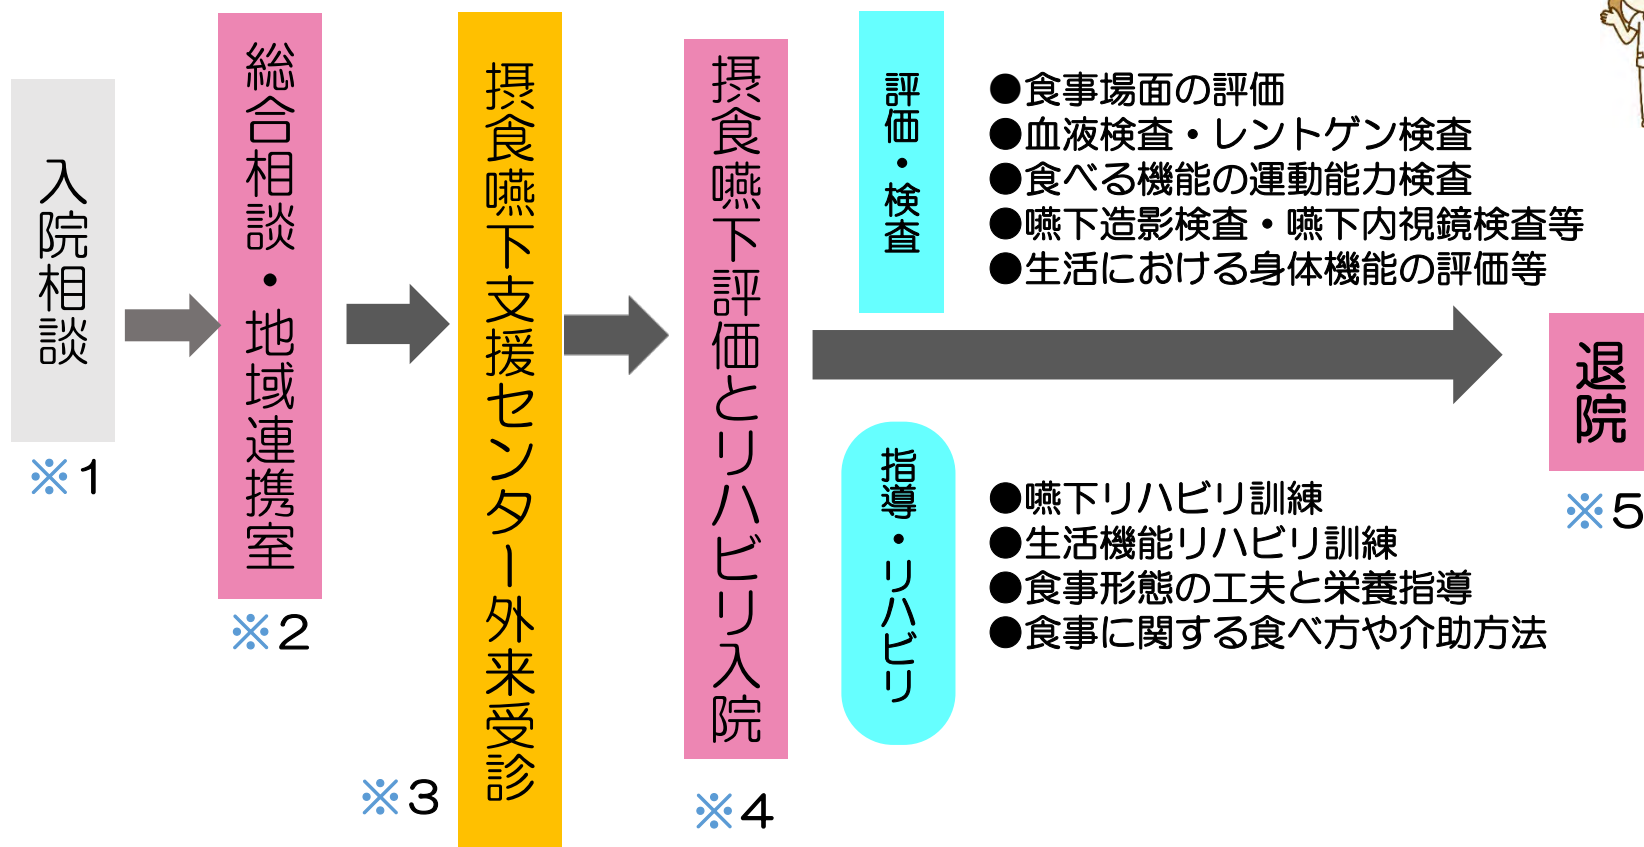 入院相談
※1
総合相談・地域連携室
※2
摂食嚥下支援センター外来受診
※3
摂食嚥下評価とリハビリ入院
※4
評価・検査
●食事場面の評価
●血液検査・レントゲン検査
●食べる機能の運動能力検査
●嚥下造影検査・嚥下内視鏡検査等
●生活における身体機能の評価等
指導・リハビリ
●嚥下リハビリ訓練
●生活機能リハビリ訓練
●食事形態の工夫と栄養指導
●食事に関する食べ方や介助方法
退院
※5